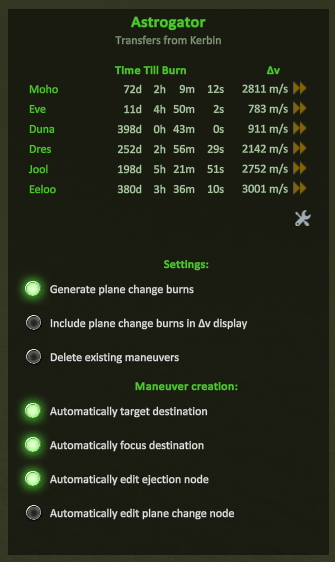 Astrogator
Transfers from Kerbin
Time Till Burn Δv
Moho 72d 2h 9m 12s 2811 m/s
Eve 11d 4h 50m 2s 783 m/s
Duna 398d 0h 43m 0s 911 m/s
Dres 252d 2h 56m 29s 2142 m/s
Jool 198d 5h 21m 51s 2752 m/s
Eeloo 380d 3h 36m 10s 3001 m/s
Settings:
Generate plane change burns
Include plane change burns in Δv display
Delete existing maneuvers
Maneuver creation:
Automatically target destination
Automatically focus destination
Automatically edit ejection node
Automatically edit plane change node